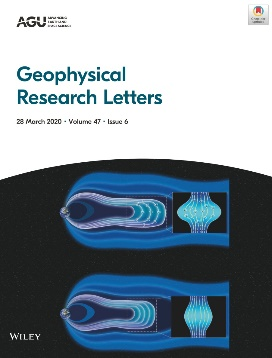 AGU
Geophysical
Research Letters
28 March 2020 • Volume 47 • Issue 6
WILEY